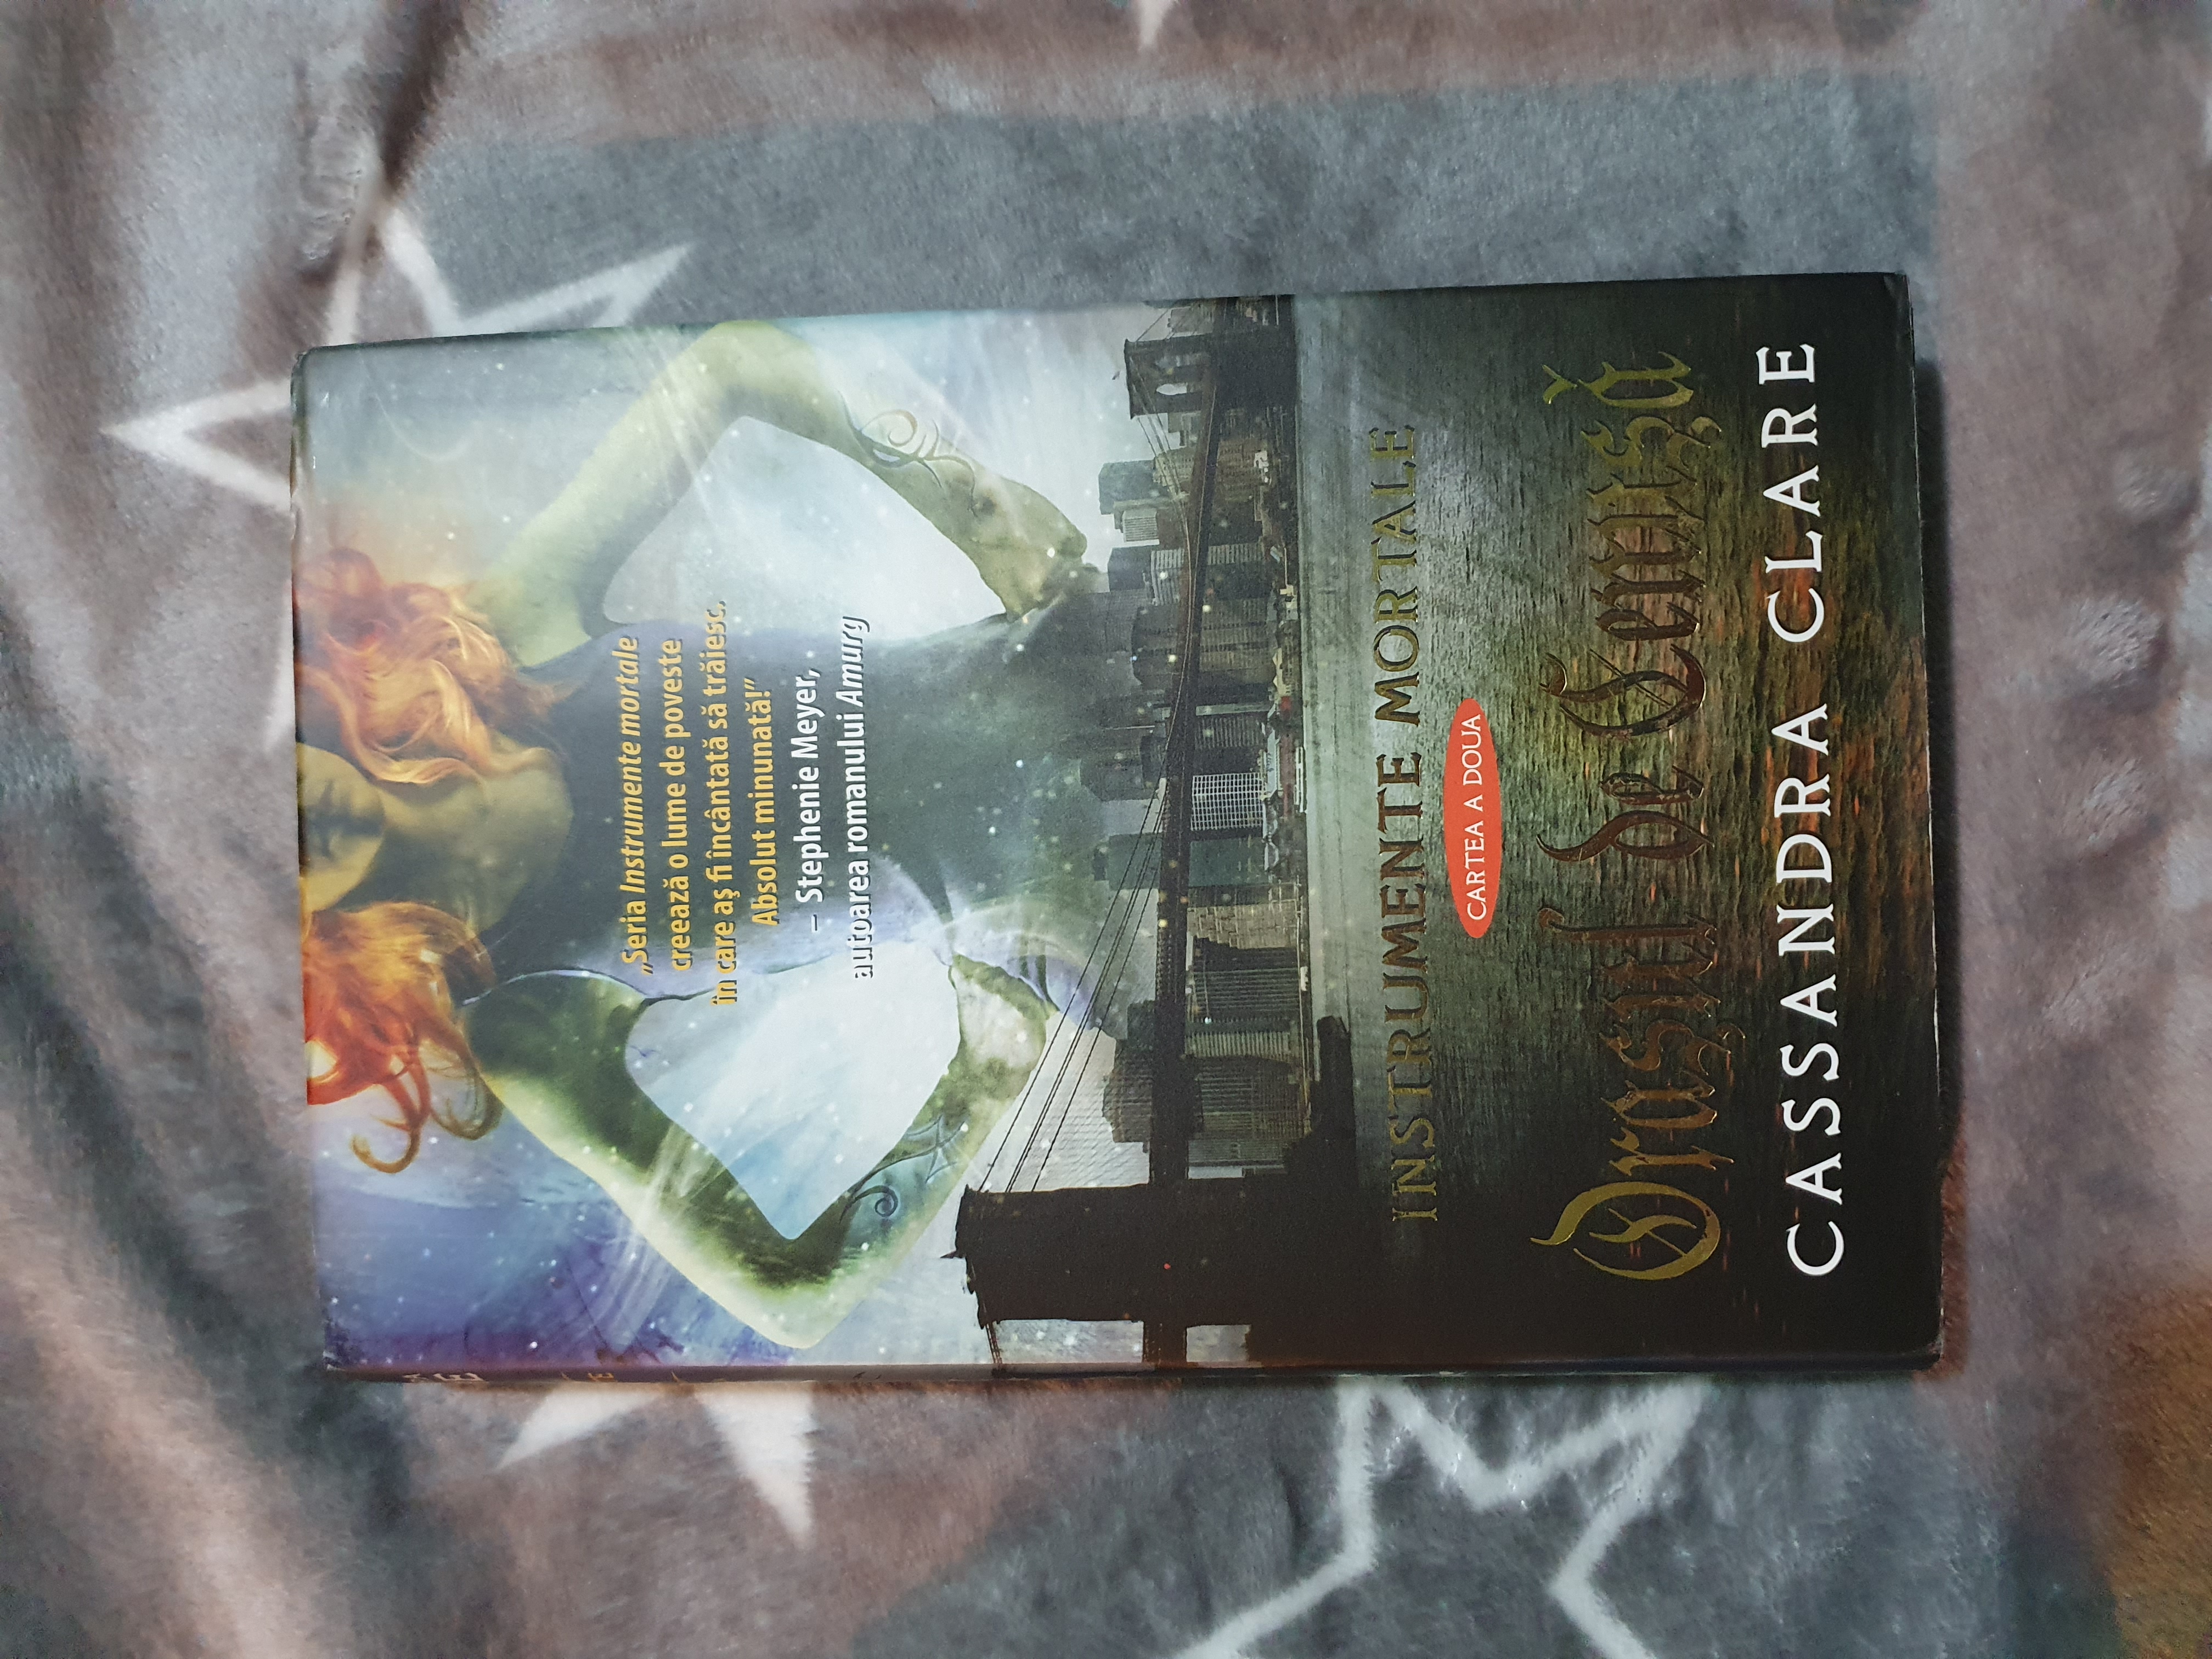 „Seria Instrumente mortale
creează o lume de poveste
în care aş fi încântată să trăiesc.
Absolut minunată!”
– Stephenie Meyer,
autoarea romanului Amurg
INSTRUMENTE MORTALE
CARTEA A DOUA
Orașul de Cenușă
CASSANDRA CLARE